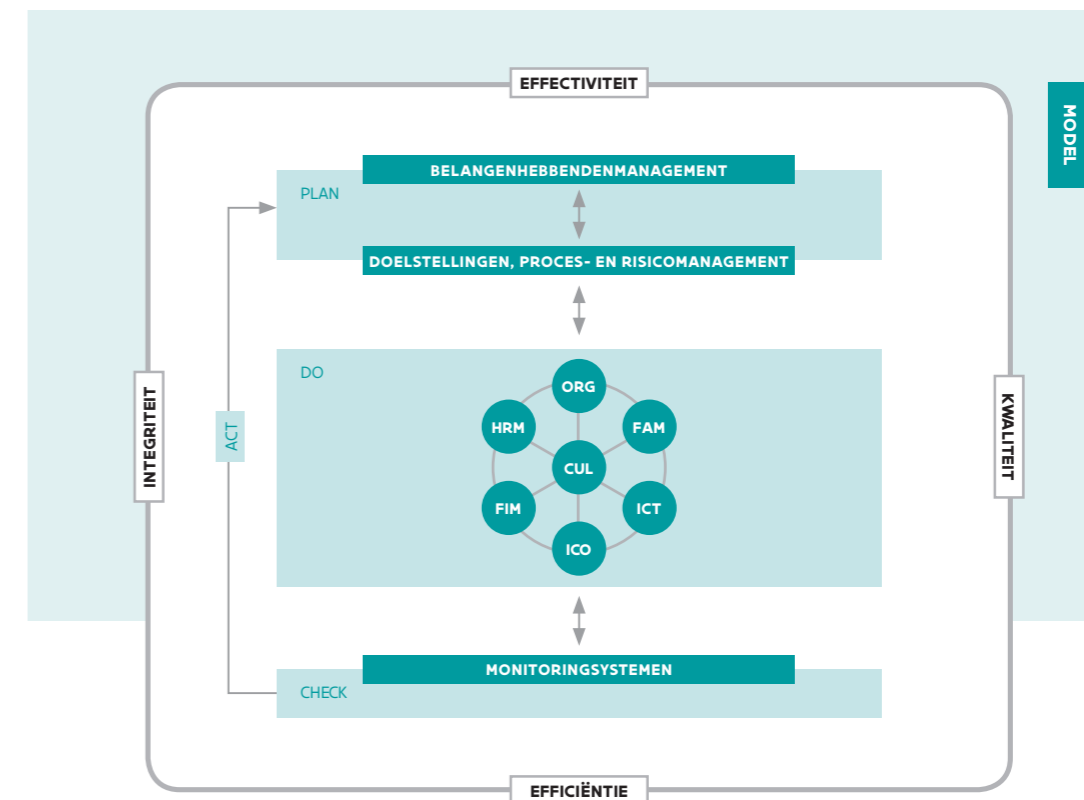 EFFECTIVITEIT
MODEL
BELANGENHEBBENDENMANAGEMENT
PLAN
DOELSTELLINGEN, PROCES- EN RISICOMANAGEMENT
DO
ORG
HRM
FAM
CUL
FIM
ICT
ICO
INTEGRITEIT
ACT
KWALITEIT
MONITORINGSYSTEMEN
CHECK
EFFICIËNTIE